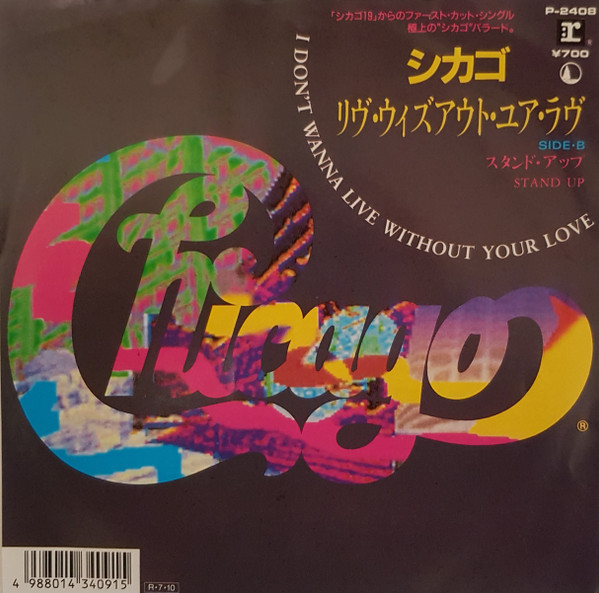 「シカゴ19」からのファースト・カット・シングル
極上の"シカゴ"バラード。
P-2408
R
¥700
シカゴ
リヴ・ウィズアウト・ユア・ラヴ
SIDE・B
スタンド・アップ
STAND UP
I DON'T WANNA LIVE WITHOUT YOUR LOVE
Chicago
®
4 988014 340915
R・7・10